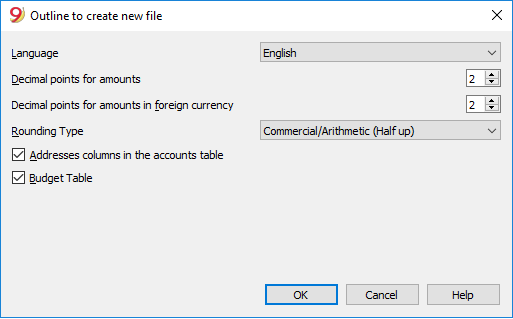 9 Outline to create new file
Language English
Decimal points for amounts 2
Decimal points for amounts in foreign currency 2
Rounding Type Commercial/Arithmetic (Half up)
Addresses columns in the accounts table
Budget Table
OK Cancel Help